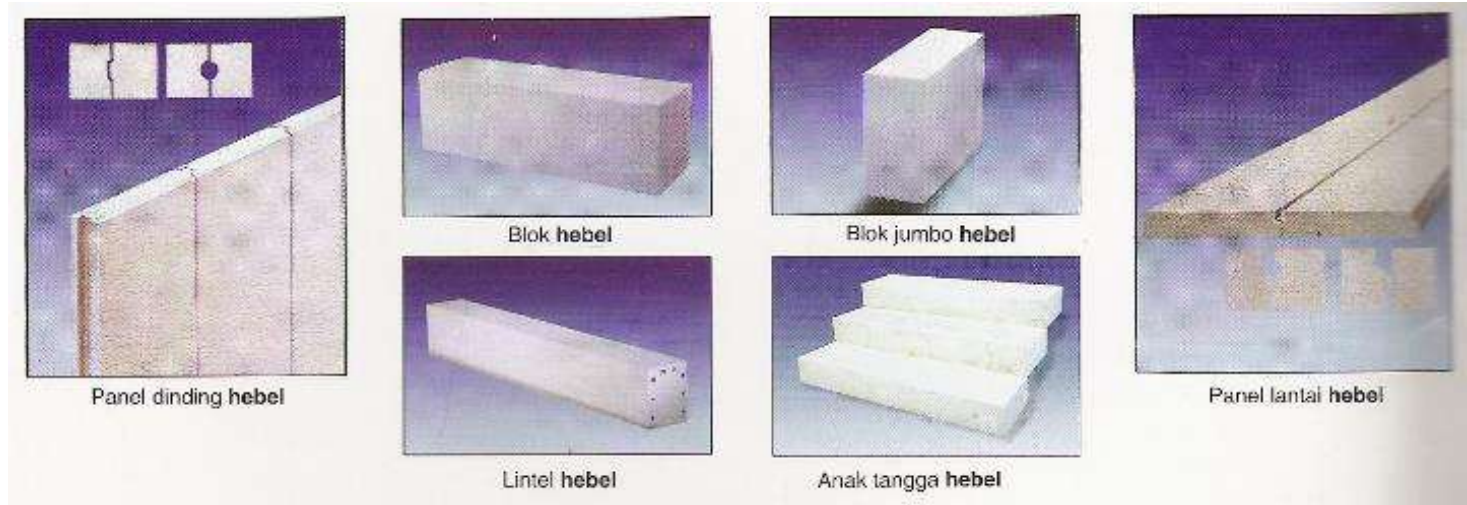 Panel dinding hebel
Blok hebel
Lintel hebel
Blok jumbo hebel
Anak tangga hebel
Panel lantai hebel